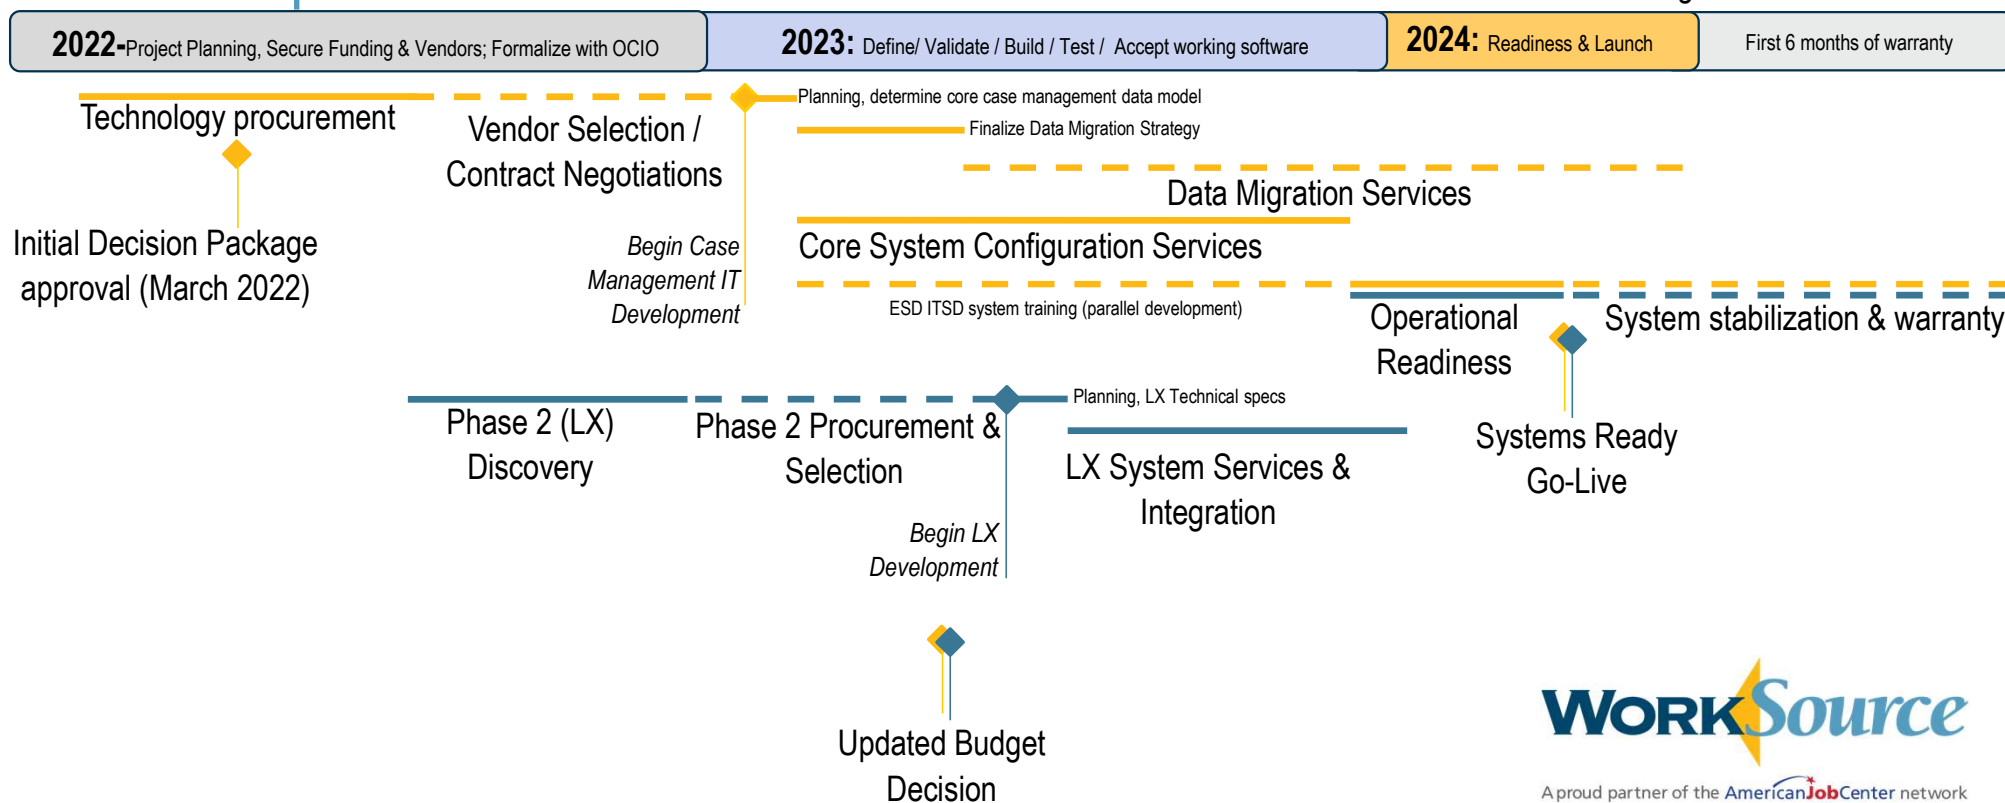 2022-Project Planning, Secure Funding & Vendors; Formalize with OCIO
2023: Define/ Validate / Build / Test / Accept working software
2024: Readiness & Launch
First 6 months of warranty
Technology procurement
Vendor Selection /
Contract Negotiations
Planning, determine core case management data model
Finalize Data Migration Strategy
Data Migration Services
Initial Decision Package
approval (March 2022)
Begin Case
Management IT
Development
Core System Configuration Services
ESD ITSD system training (parallel development)
Operational
Readiness
System stabilization & warranty
Phase 2 (LX)
Discovery
Phase 2 Procurement &
Selection
Planning, LX Technical specs
LX System Services &
Integration
Systems Ready
Go-Live
Begin LX
Development
Updated Budget
Decision
WorkSource
A proud partner of the AmericanJobCenter network